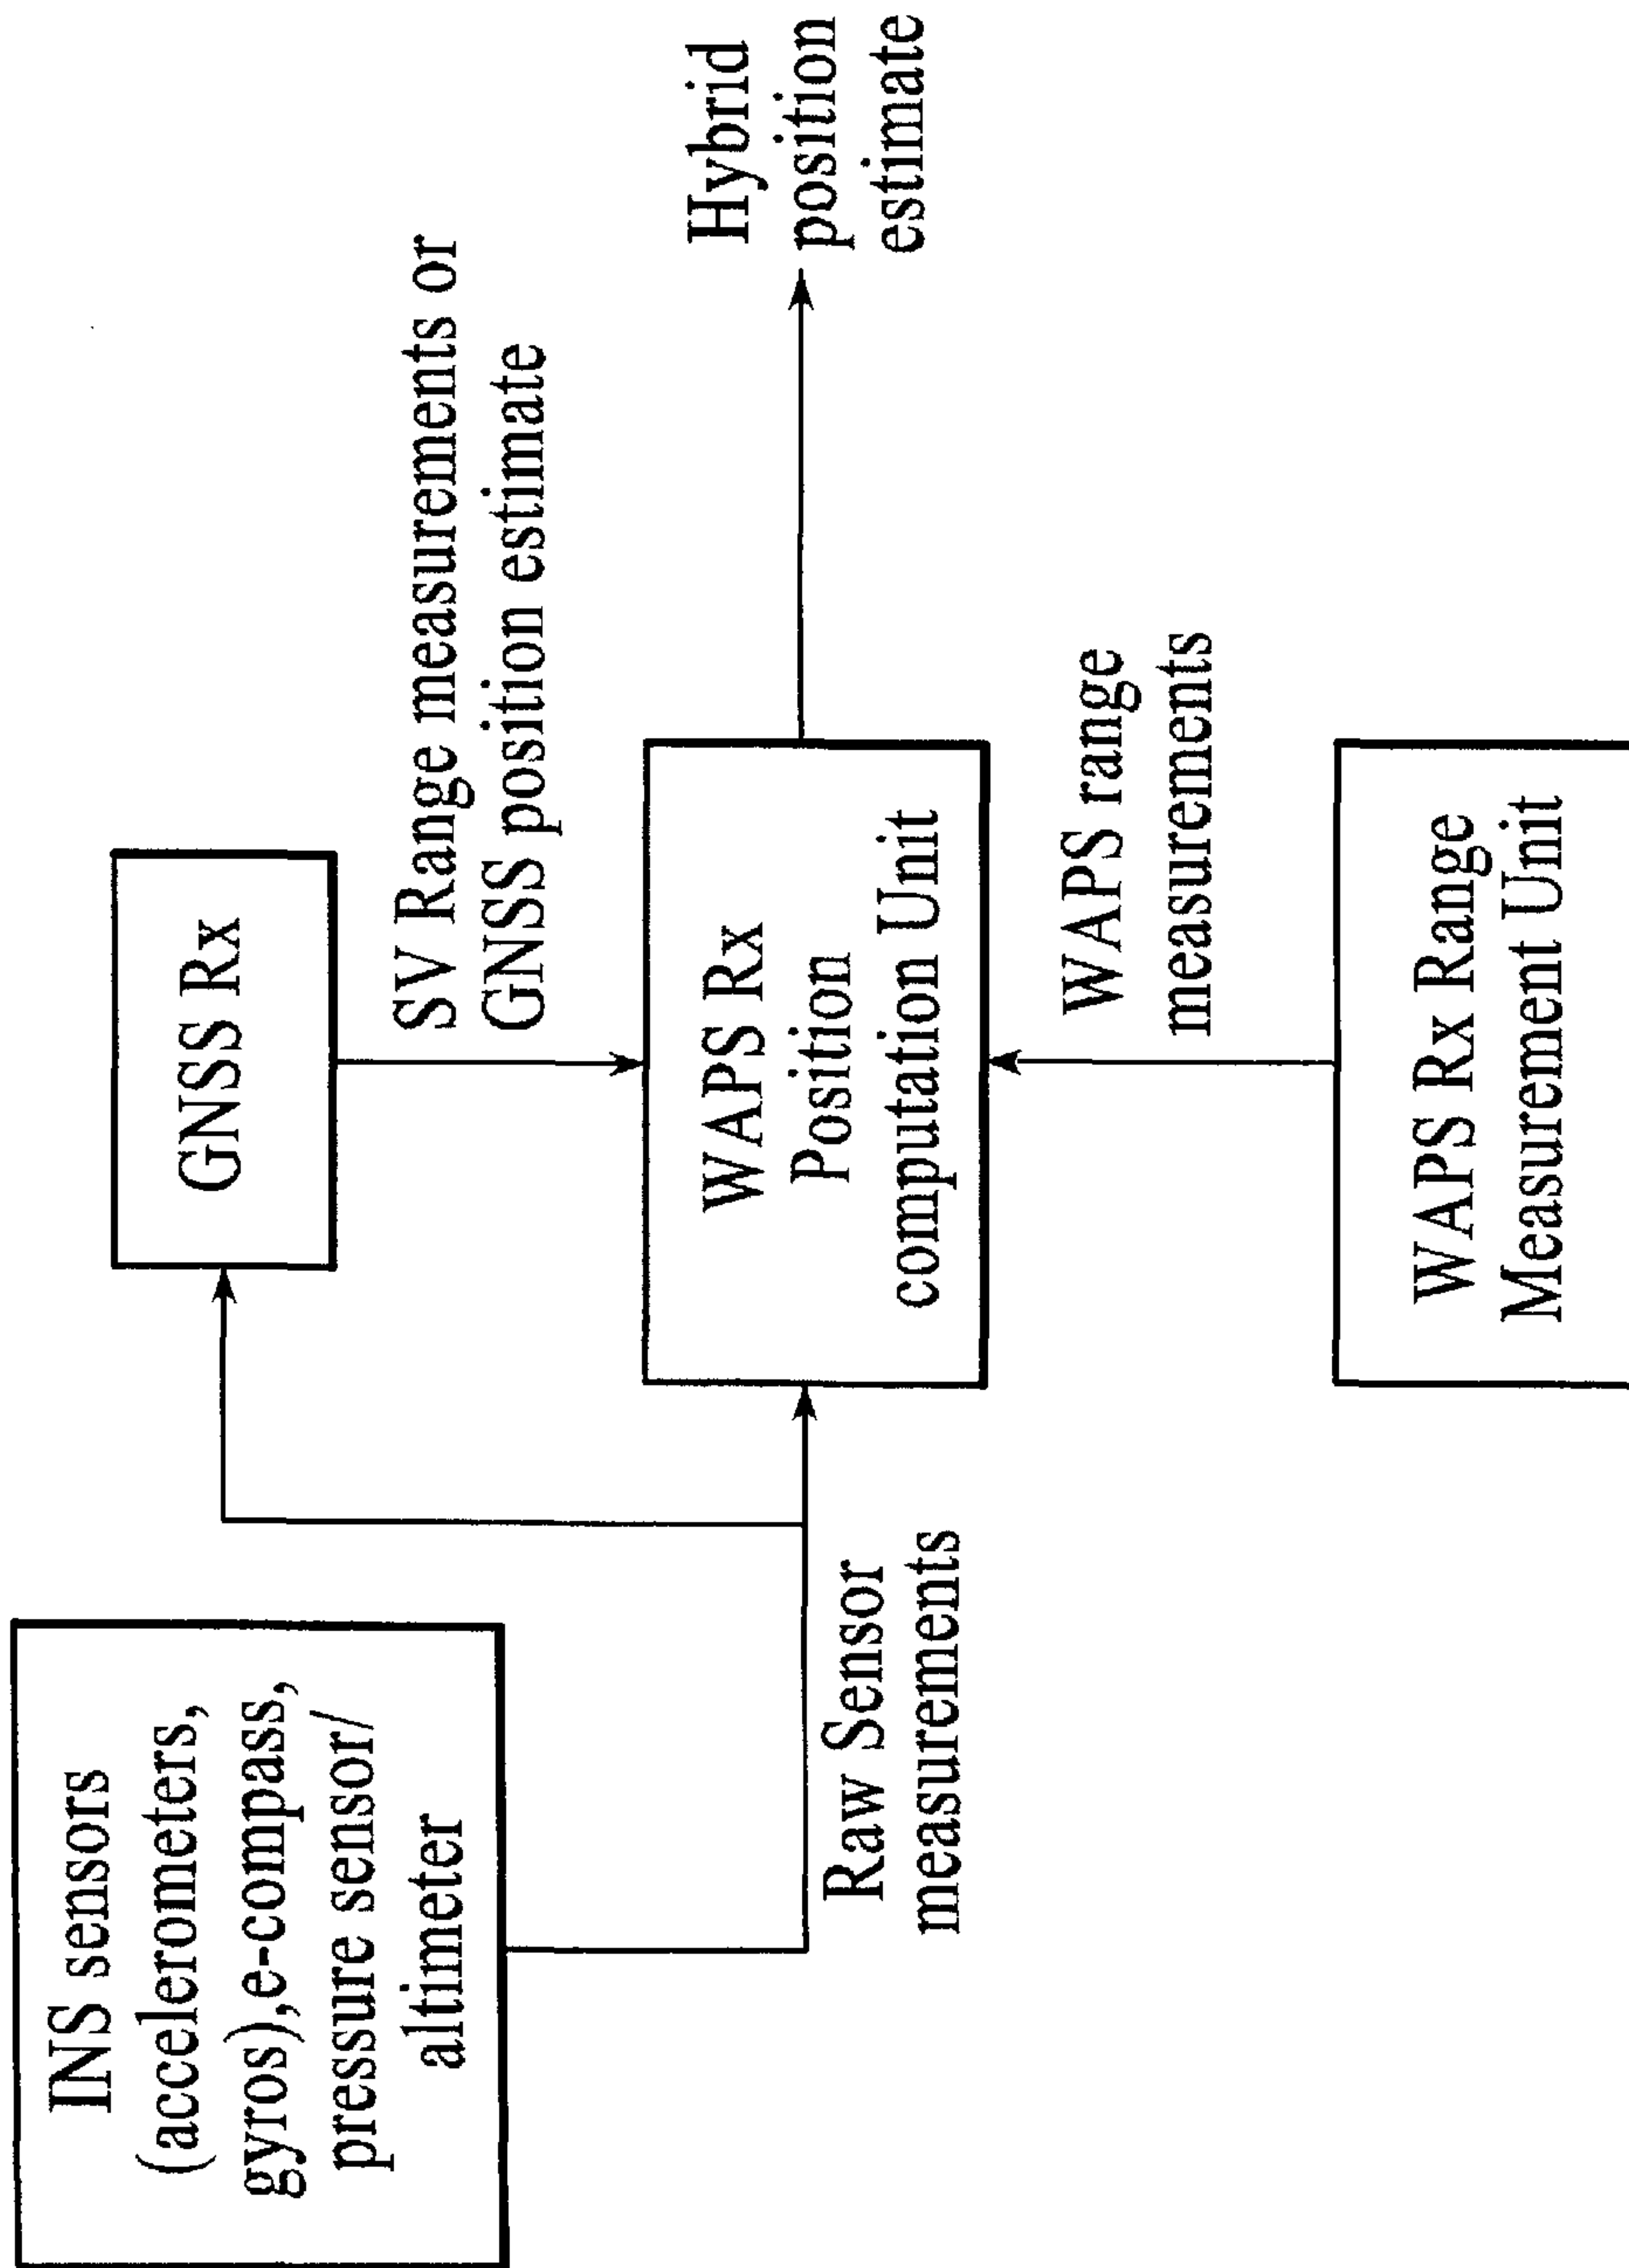 INS sensors
(accelerometers,
gyros),e-compass,
pressure sensor/
altimeter
GNSS Rx
SV Range measurements or
GNSS position estimate
Raw Sensor
measurements
WAPS Rx
Position
computation Unit
Hybrid
position
estimate
WAPS range
measurements
WAPS Rx Range
Measurement Unit